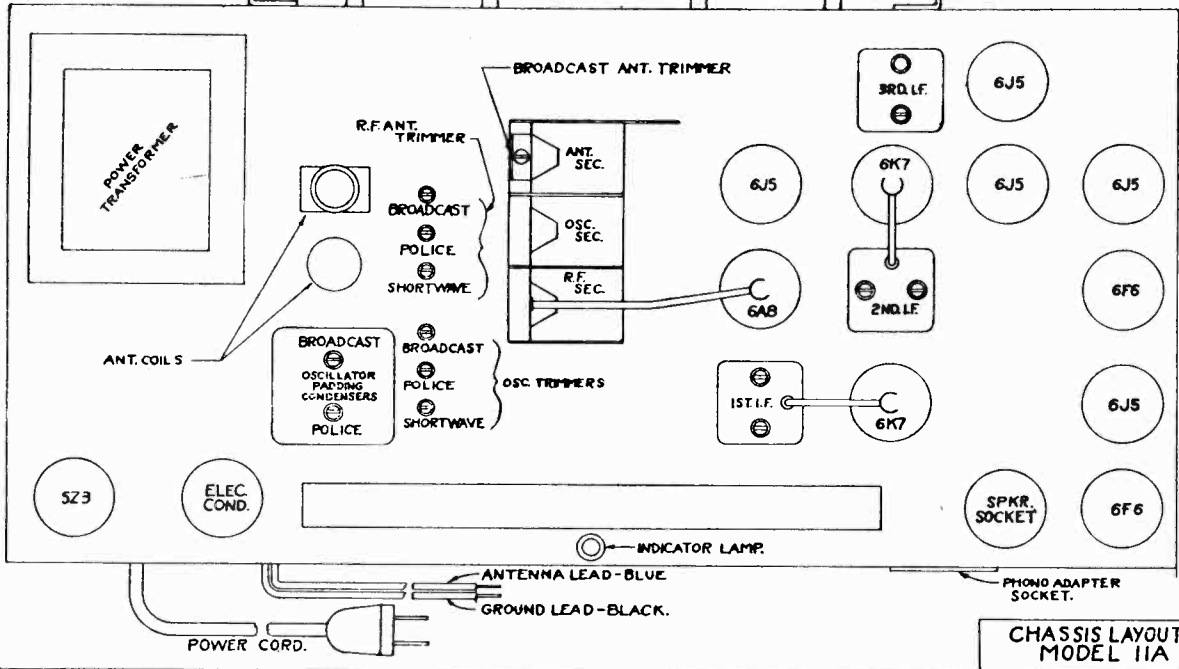 BROADCAST ANT. TRIMMER
3RD. I.F.
6J5
POWER
TRANSFORMER
R.F. ANT.
TRIMMER
ANT.
SEC.
6J5
6K7
6J5
6J5
BROADCAST
POLICE
SHORTWAVE
OSC.
SEC.
R.F.
SEC.
6A8
2ND. I.F.
6F6
ANT. COILS
BROADCAST
OSCILLATOR
PADDING
CONDENSERS
POLICE
BROADCAST
POLICE
SHORTWAVE
OSC. TRIMMERS
1ST. I.F.
6K7
6J5
5Z3
ELEC.
COND.
SPKR.
SOCKET
6F6
INDICATOR LAMP.
ANTENNA LEAD-BLUE
GROUND LEAD-BLACK.
POWER CORD.
PHONO ADAPTER
SOCKET.
CHASSIS LAYOUT
MODEL 11A